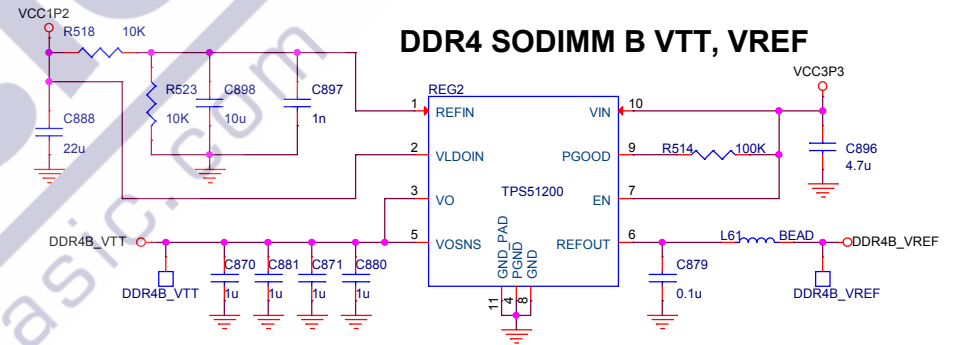 DDR4 SODIMM B VTT, VREF
VCC1P2
R518 10K
R523
10K
C898
10u
C897
1n
C888
22u
REG2
1 REFIN
2 VLDOIN
3 VO
5 VOSNS
VIN 10
PGOOD 9
EN 7
REFOUT 6
TPS51200
GND_PAD
PGND
GND
11
4
8
VCC3P3
R514 100K
C896
4.7u
L61 BEAD
DDR4B_VREF
DDR4B_VREF
C879
0.1u
DDR4B_VTT
DDR4B_VTT
C870
1u
C881
1u
C871
1u
C880
1u
asic.com